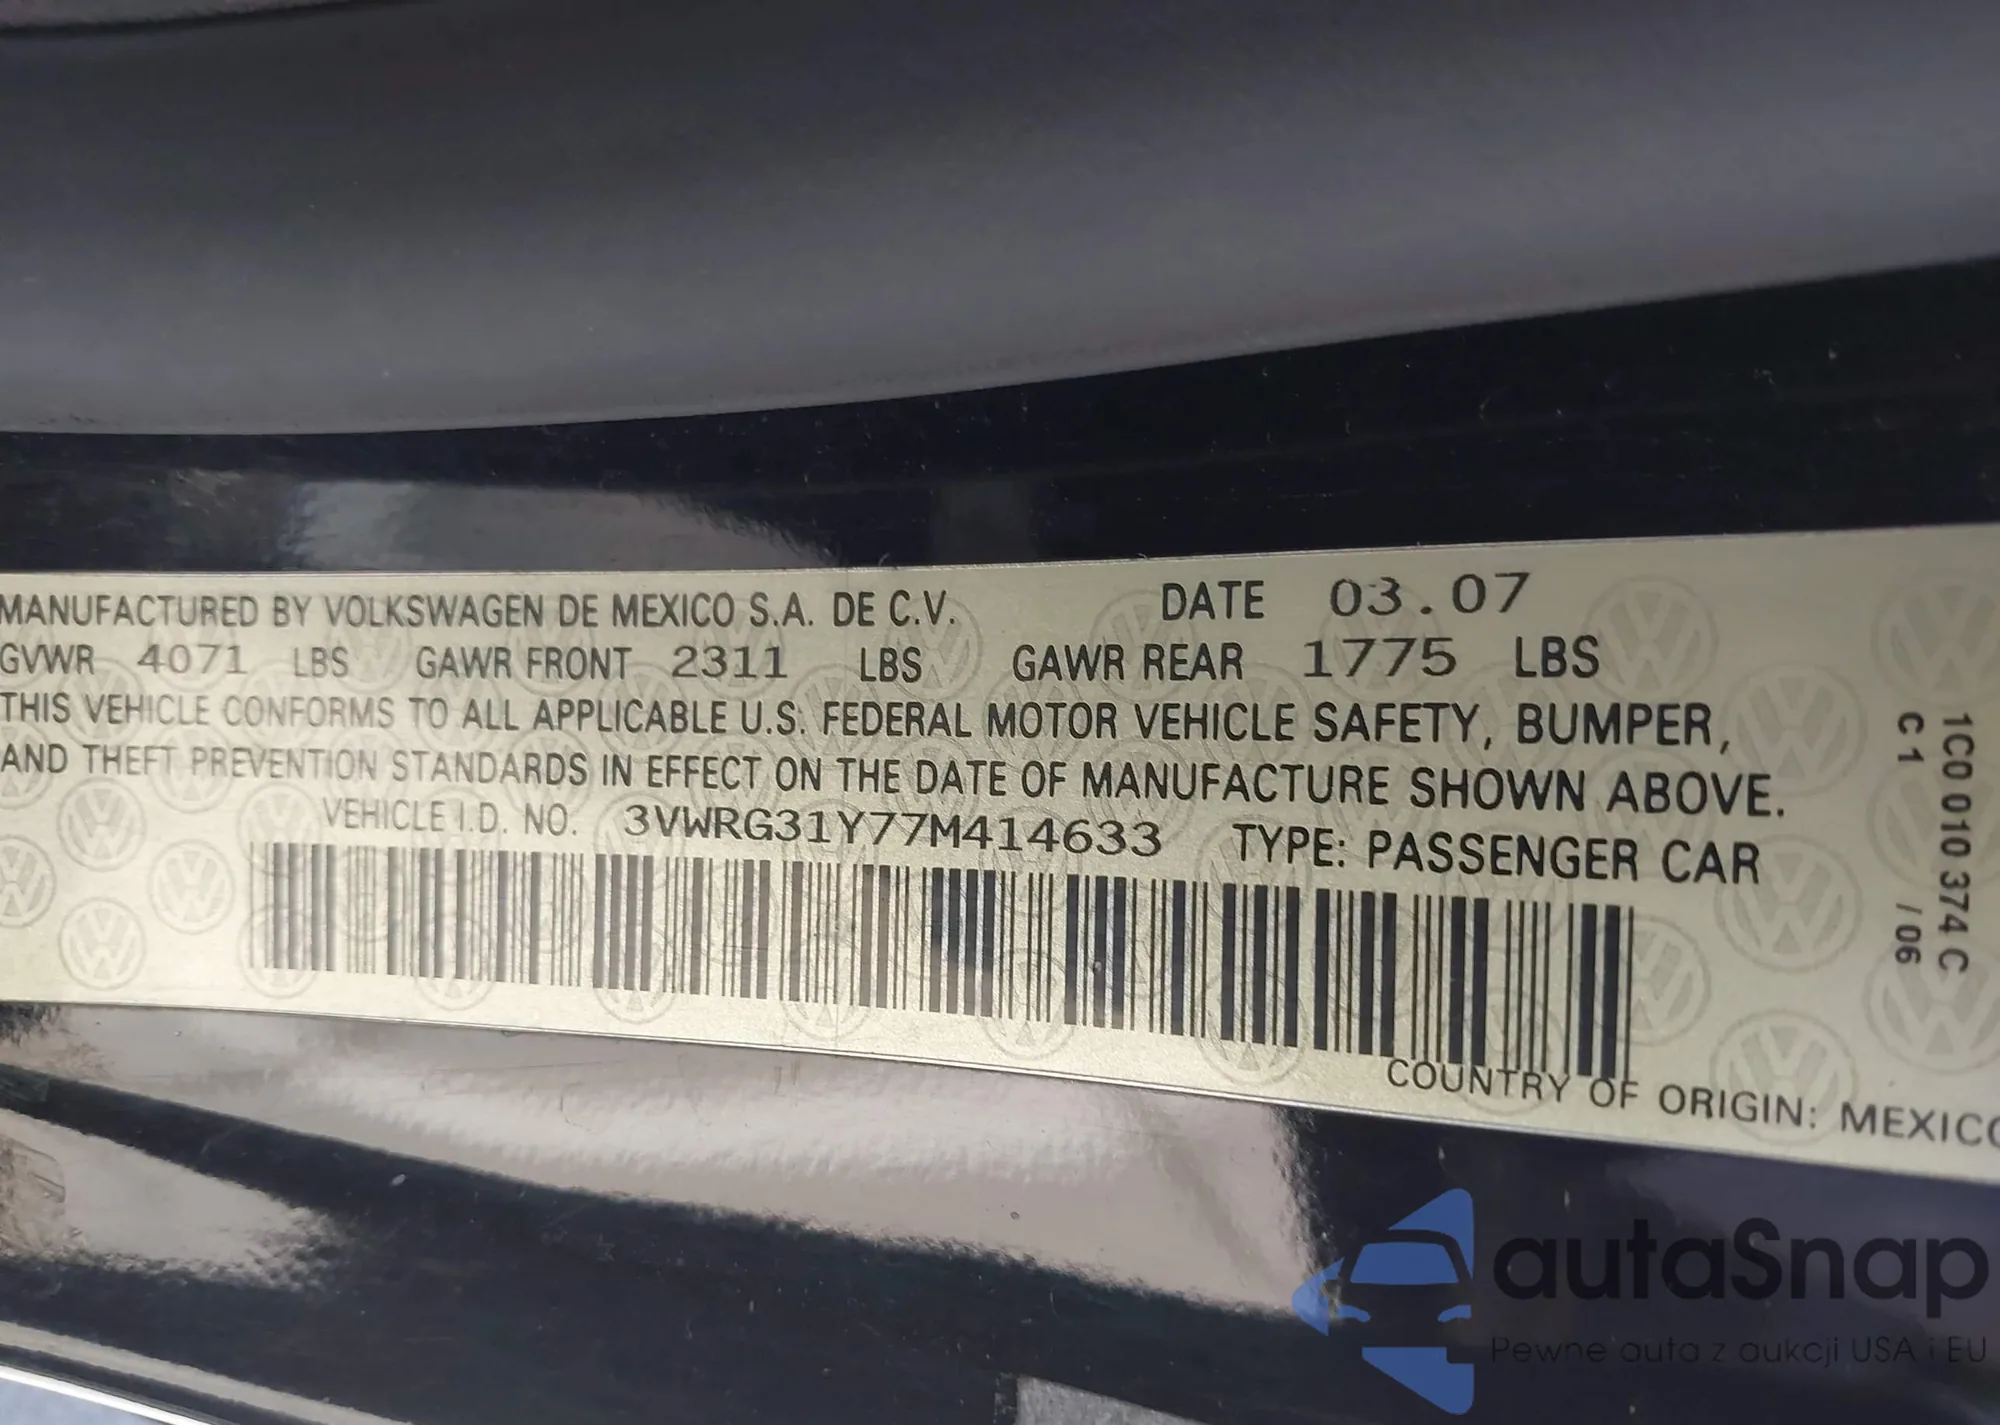 MANUFACTURED BY VOLKSWAGEN DE MEXICO S.A. DE C.V. DATE 03.07
GVWR 4071 LBS GAWR FRONT 2311 LBS GAWR REAR 1775 LBS
THIS VEHICLE CONFORMS TO ALL APPLICABLE U.S. FEDERAL MOTOR VEHICLE SAFETY, BUMPER,
AND THEFT PREVENTION STANDARDS IN EFFECT ON THE DATE OF MANUFACTURE SHOWN ABOVE.
VEHICLE I.D. NO. 3VWRG31Y77M414633 TYPE: PASSENGER CAR
COUNTRY OF ORIGIN: MEXICO
1C0 010 374 C
C1 /06
autaSnap
Pewne auta z aukcji USA i EU